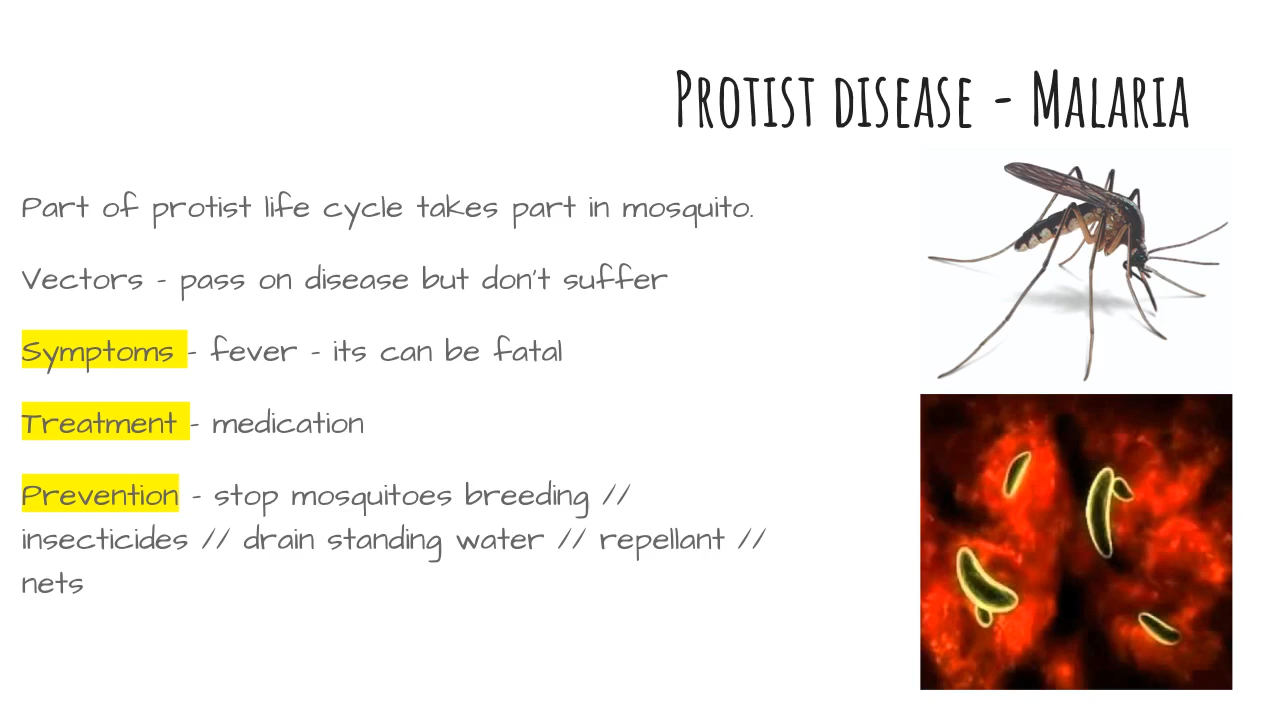 Protist disease - Malaria
Part of protist life cycle takes part in mosquito.
Vectors - pass on disease but don't suffer
Symptoms - fever - its can be fatal
Treatment - medication
Prevention - stop mosquitoes breeding //
insecticides // drain standing water // repellant //
nets